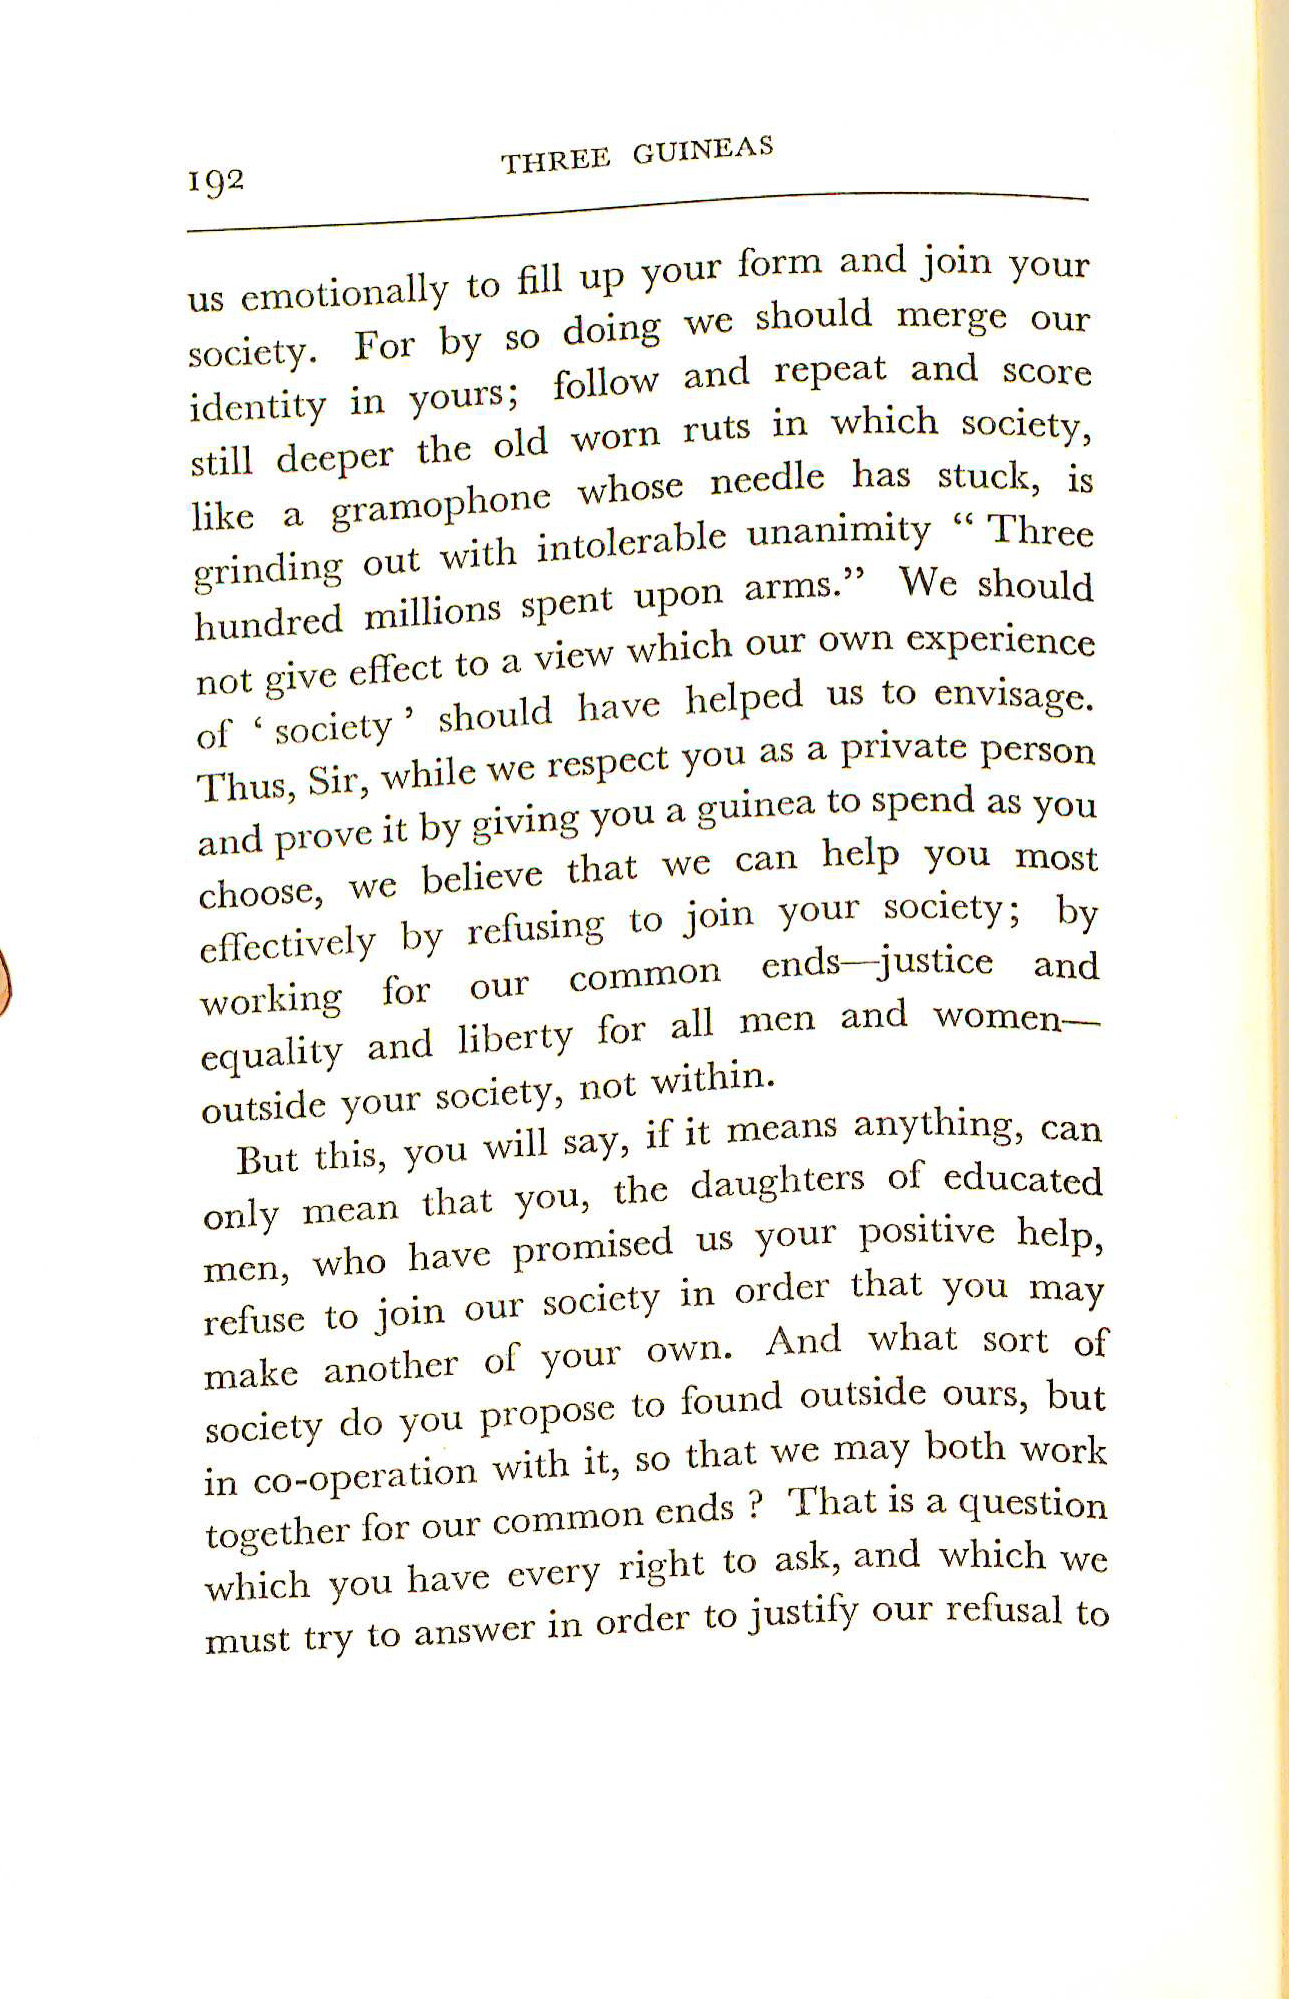 192
THREE GUINEAS
us emotionally to fill up your form and join your
society. For by so doing we should merge our
identity in yours; follow and repeat and score
still deeper the old worn ruts in which society,
like a gramophone whose needle has stuck, is
grinding out with intolerable unanimity “ Three
hundred millions spent upon arms.” We should
not give effect to a view which our own experience
of ‘ society ’ should have helped us to envisage.
Thus, Sir, while we respect you as a private person
and prove it by giving you a guinea to spend as you
choose, we believe that we can help you most
effectively by refusing to join your society; by
working for our common ends—justice and
equality and liberty for all men and women—
outside your society, not within.
But this, you will say, if it means anything, can
only mean that you, the daughters of educated
men, who have promised us your positive help,
refuse to join our society in order that you may
make another of your own. And what sort of
society do you propose to found outside ours, but
in co-operation with it, so that we may both work
together for our common ends ? That is a question
which you have every right to ask, and which we
must try to answer in order to justify our refusal to